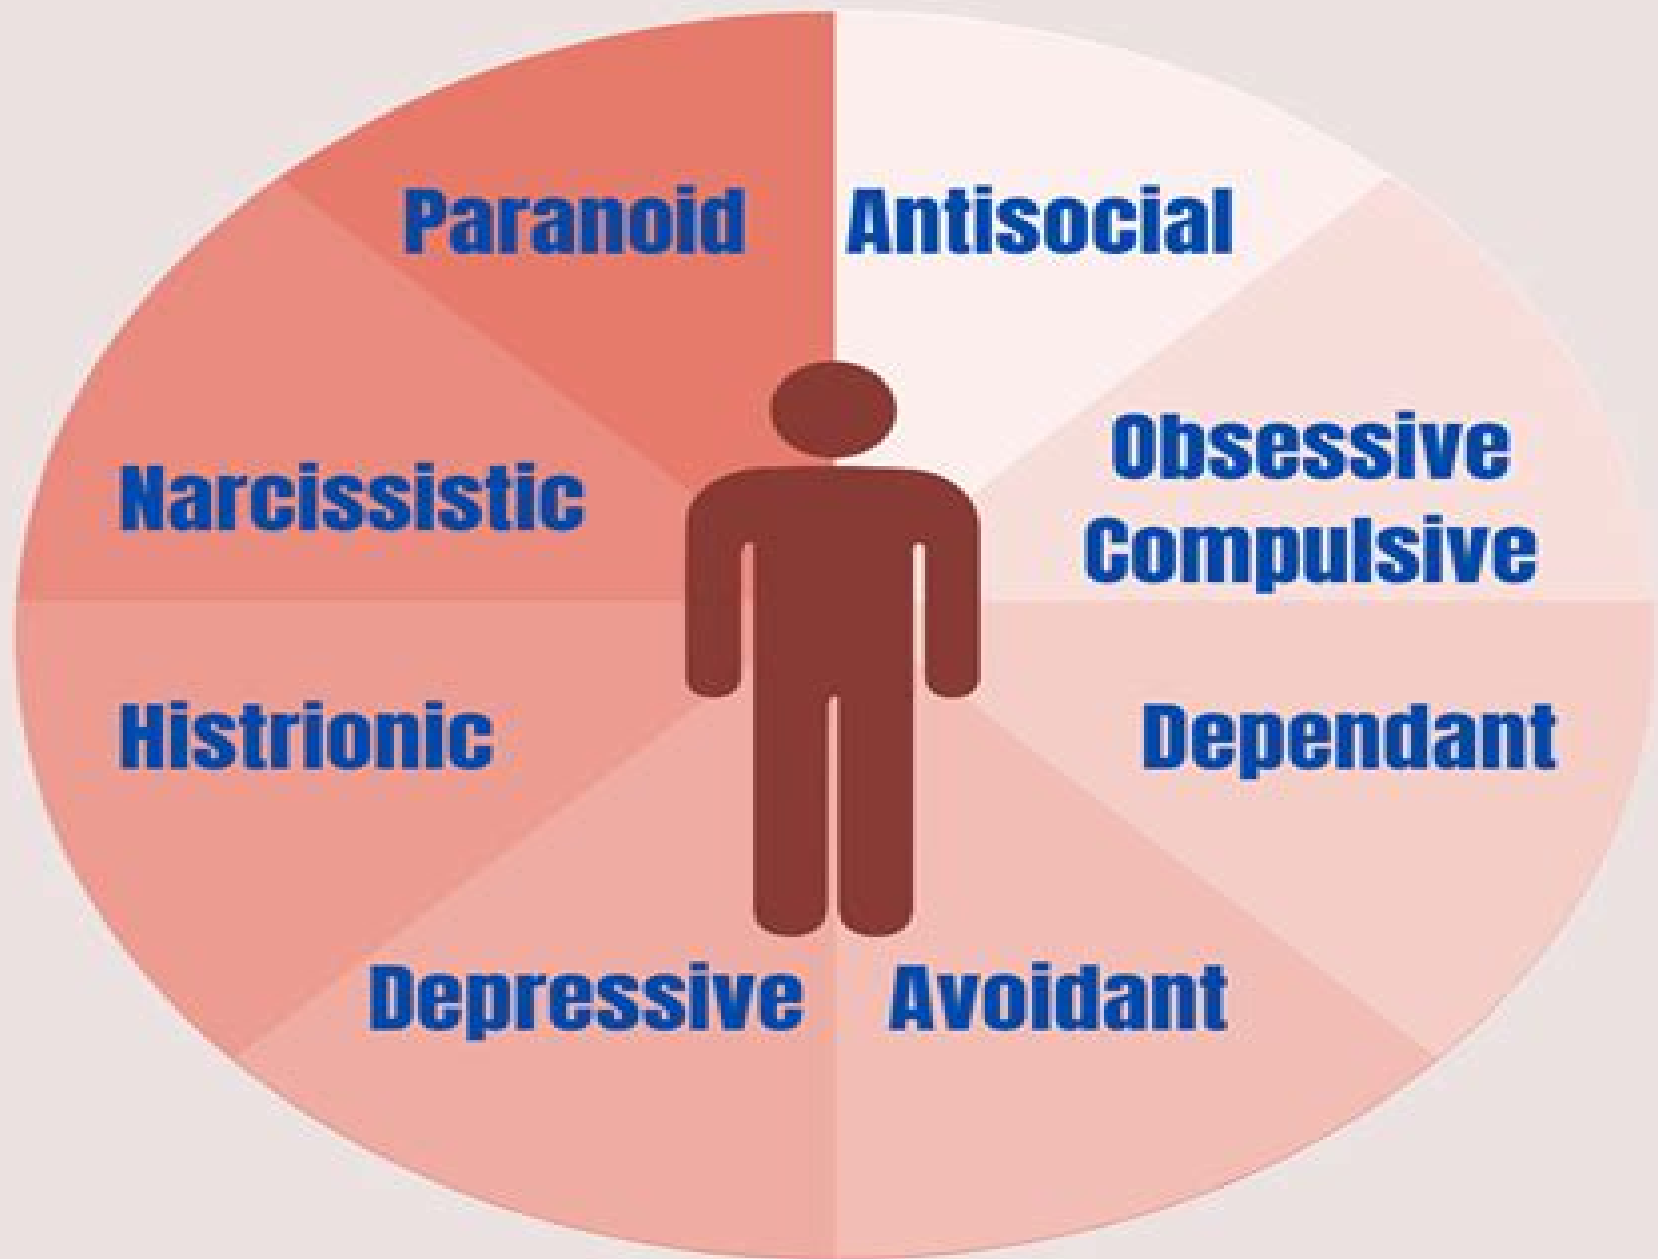 Paranoid
Antisocial
Obsessive
Compulsive
Narcissistic
Histrionic
Dependant
Depressive
Avoidant